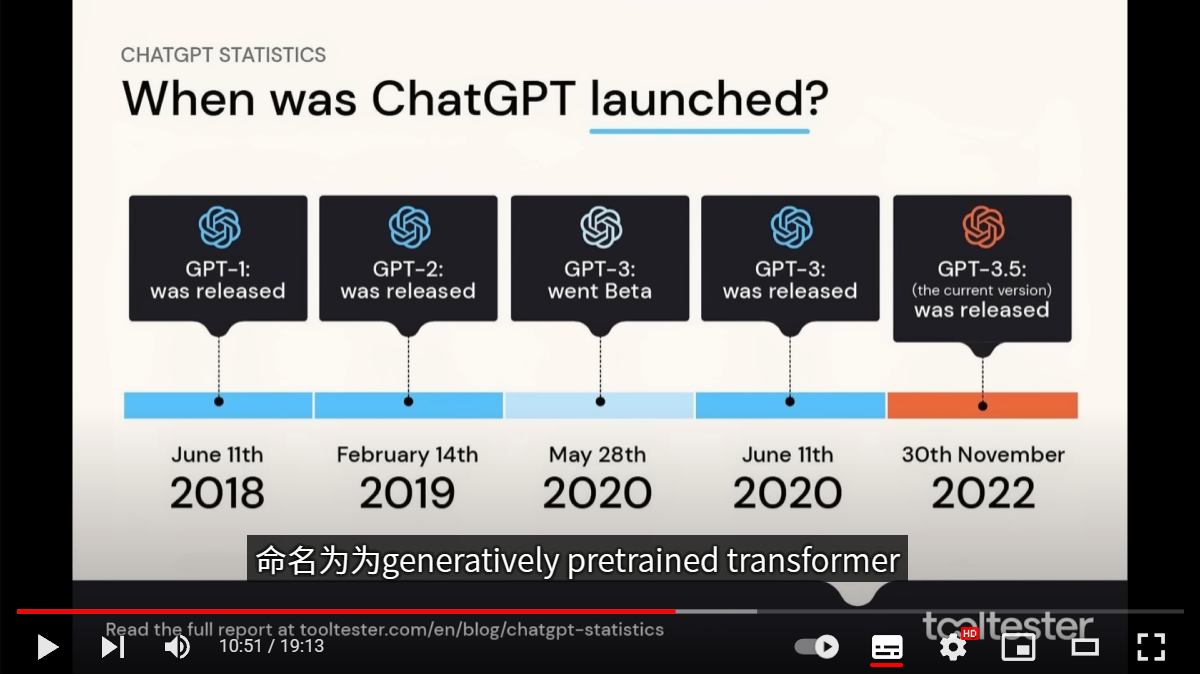 CHATGPT STATISTICS
When was ChatGPT launched?
GPT-1:
was released
GPT-2:
was released
GPT-3:
went Beta
GPT-3:
was released
GPT-3.5:
(the current version)
was released
June 11th
2018
February 14th
2019
May 28th
2020
June 11th
2020
30th November
2022
命名为为generatively pretrained transformer
Read the full report at tooltester.com/en/blog/chatgpt-statistics
tooltester
10:51 / 19:13
HD